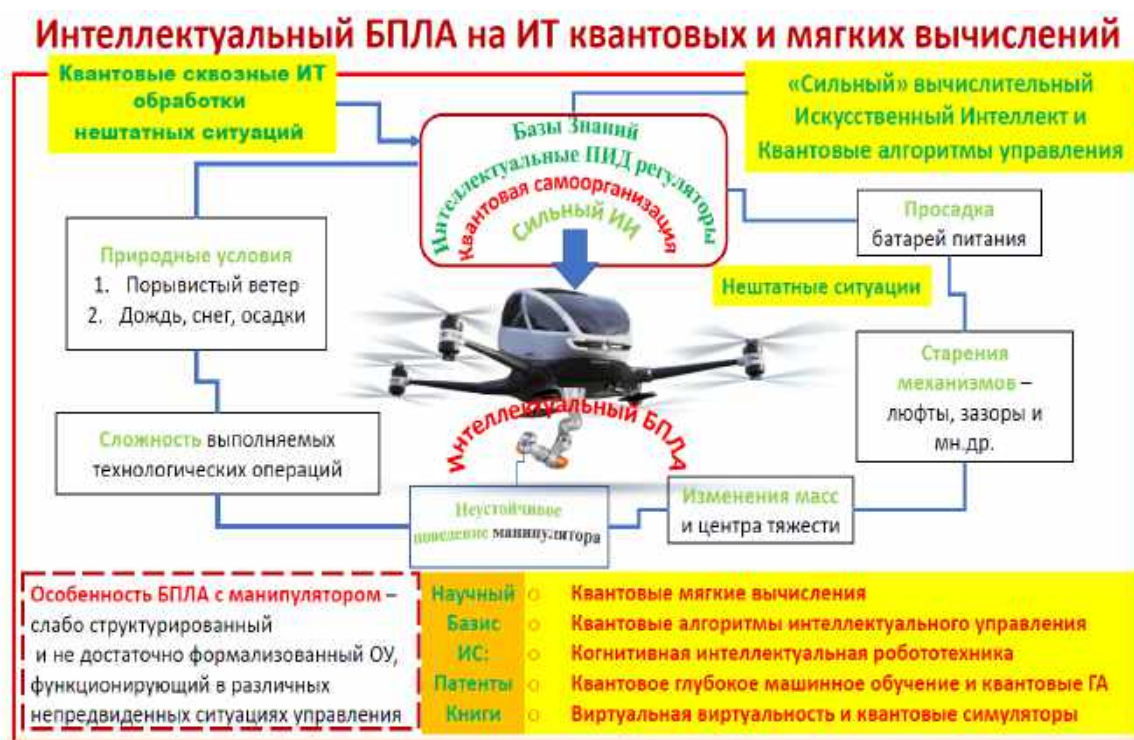 Интеллектуальный БПЛА на ИТ квантовых и мягких вычислений
Квантовые сквозные ИТ
обработки
нештатных ситуаций
«Сильный» вычислительный
Искусственный Интеллект и
Квантовые алгоритмы управления
Базы Знаний
Интеллектуальные ПИД регуляторы
Квантовая самоорганизация
Сильный ИИ
Просадка
батарей питания
Природные условия
1. Порывистый ветер
2. Дождь, снег, осадки
Нештатные ситуации
Старения
механизмов –
люфты, зазоры и
мн.др.
Сложность выполняемых
технологических операций
Интеллектуальный БПЛА
Неустойчивое
поведение манипулятора
Изменения масс
и центра тяжести
Особенность БПЛА с манипулятором –
слабо структурированный
и не достаточно формализованный ОУ,
функционирующий в различных
непредвиденных ситуациях управления
Научный
Базис
ИС:
Патенты
Книги
○ Квантовые мягкие вычисления
○ Квантовые алгоритмы интеллектуального управления
○ Когнитивная интеллектуальная робототехника
○ Квантовое глубокое машинное обучение и квантовые ГА
○ Виртуальная виртуальность и квантовые симуляторы